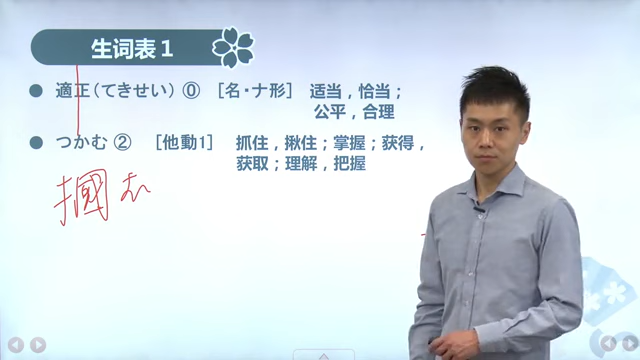 生词表1
● 適正(てきせい) ⓪ [名・ナ形] 适当,恰当;
公平,合理
● つかむ ② [他動1] 抓住,揪住;掌握;获得,
获取;理解,把握